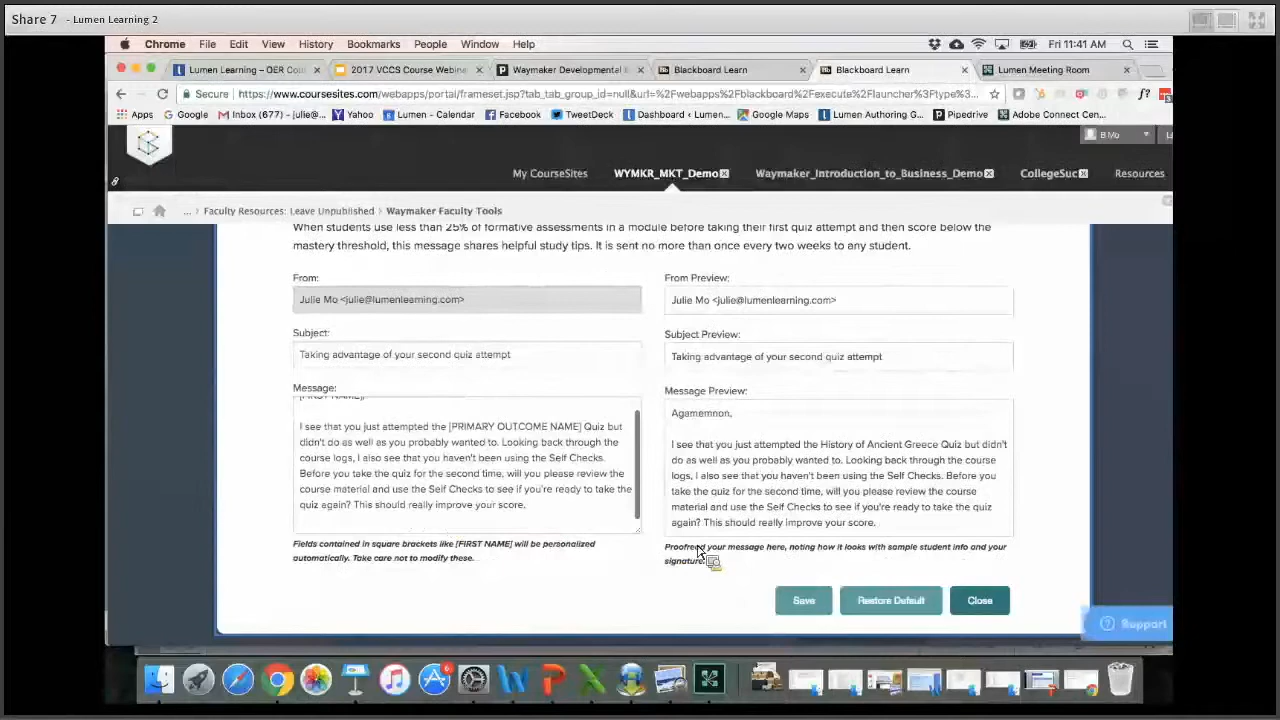 Share 7 - Lumen Learning 2
Chrome File Edit View History Bookmarks People Window Help Fri 11:41 AM
Lumen Learning – OER Cou 2017 VCCS Course Webina Waymaker Developmental Blackboard Learn Blackboard Learn Lumen Meeting Room
Secure https://www.coursesites.com/webapps/portal/frameset.jsp?tab_tab_group_id=null&url=%2Fwebapps%2Fblackboard%2Fexecute%2Flauncher%3Ftype%3...
Apps Google Inbox (677) – julie@... Yahoo Lumen - Calendar Facebook TweetDeck Dashboard ‹ Lumen... Google Maps Lumen Authoring G... Pipedrive Adobe Connect Cen...
B Mo
My CourseSites WYMKR_MKT_Demo Waymaker_Introduction_to_Business_Demo CollegeSuc Resources
... › Faculty Resources: Leave Unpublished › Waymaker Faculty Tools
When students use less than 25% of formative assessments in a module before taking their first quiz attempt and then score below the
mastery threshold, this message shares helpful study tips. It is sent no more than once every two weeks to any student.
From:
Julie Mo <julie@lumenlearning.com>
Subject:
Taking advantage of your second quiz attempt
Message:
[FIRST NAME],
I see that you just attempted the [PRIMARY OUTCOME NAME] Quiz but
didn't do as well as you probably wanted to. Looking back through the
course logs, I also see that you haven't been using the Self Checks.
Before you take the quiz for the second time, will you please review the
course material and use the Self Checks to see if you're ready to take the
quiz again? This should really improve your score.
Fields contained in square brackets like [FIRST NAME] will be personalized
automatically. Take care not to modify these.
From Preview:
Julie Mo <julie@lumenlearning.com>
Subject Preview:
Taking advantage of your second quiz attempt
Message Preview:
Agamemnon,
I see that you just attempted the History of Ancient Greece Quiz but didn't
do as well as you probably wanted to. Looking back through the course
logs, I also see that you haven't been using the Self Checks. Before you
take the quiz for the second time, will you please review the course
material and use the Self Checks to see if you're ready to take the quiz
again? This should really improve your score.
Proofread your message here, noting how it looks with sample student info and your
signature.
Save Restore Default Close
Support